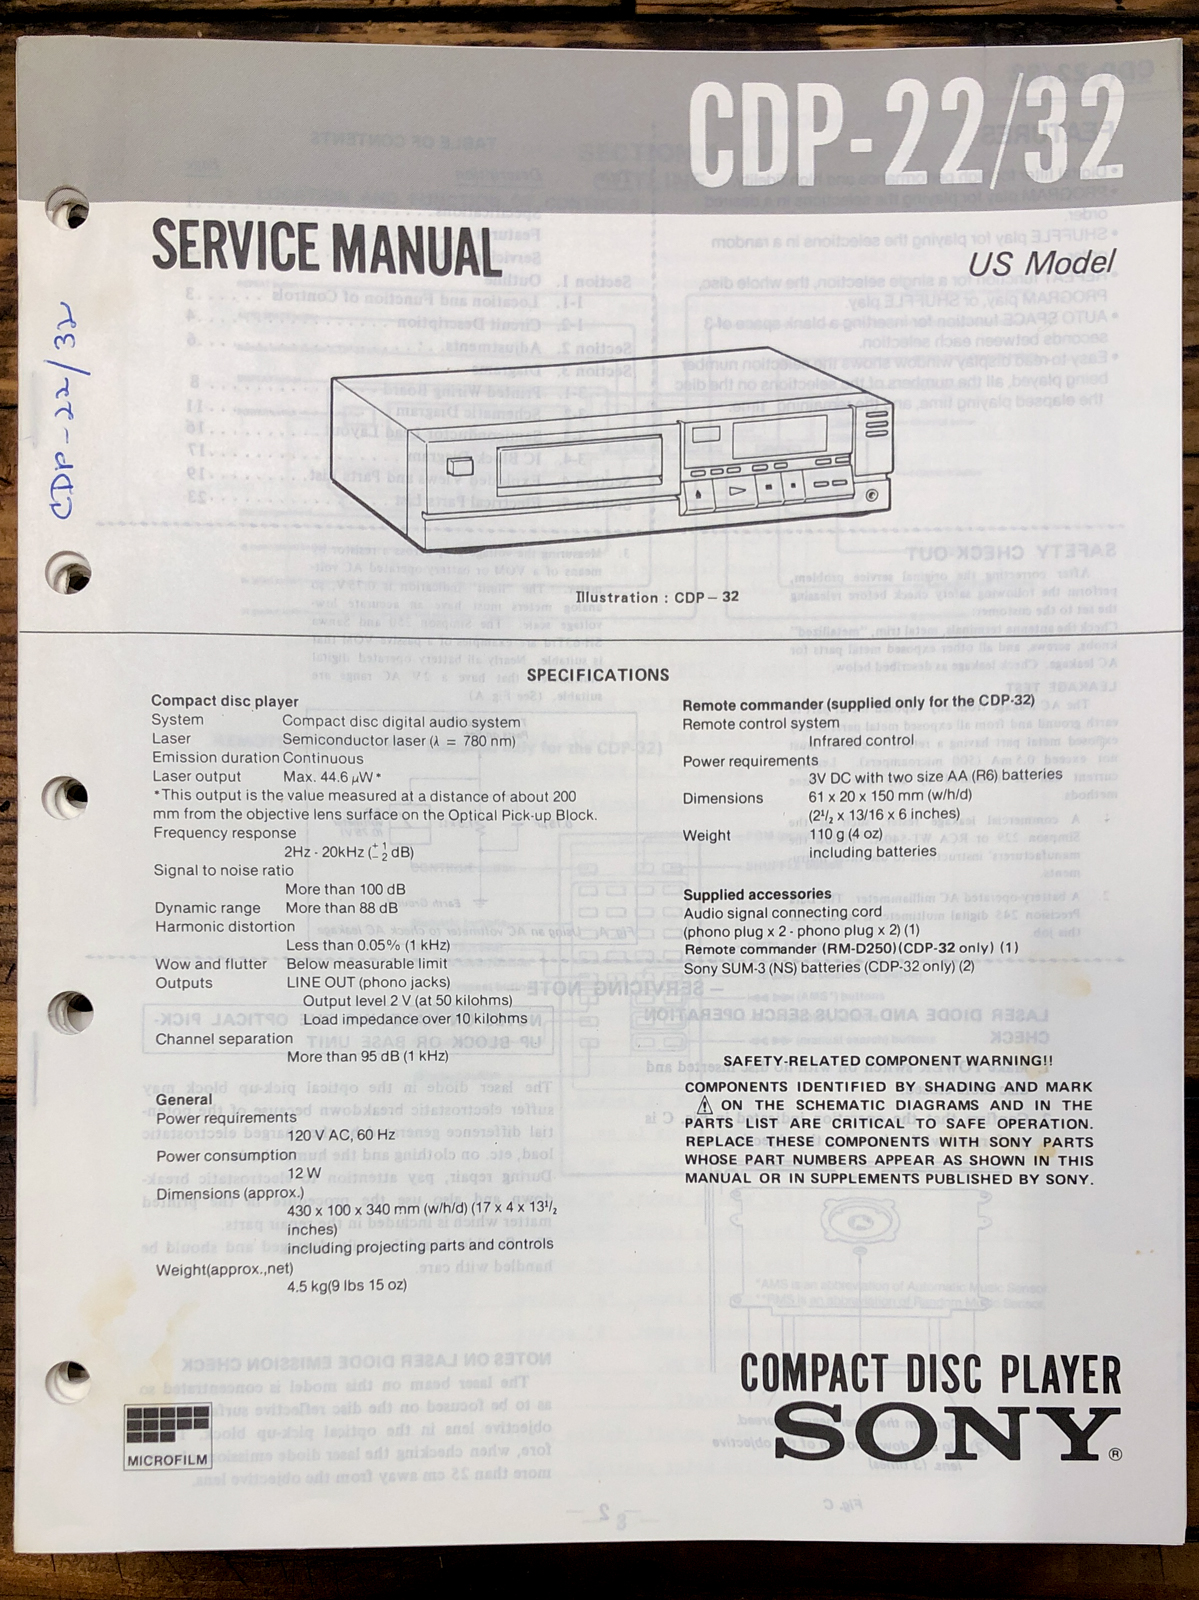 CDP-22/32
SERVICE MANUAL
US Model
CDP-22/32
Illustration : CDP – 32
SPECIFICATIONS
Compact disc player
System Compact disc digital audio system
Laser Semiconductor laser (λ = 780 nm)
Emission duration Continuous
Laser output Max. 44.6 μW*
*This output is the value measured at a distance of about 200
mm from the objective lens surface on the Optical Pick-up Block.
Frequency response
2Hz - 20kHz (+1 −2 dB)
Signal to noise ratio
More than 100 dB
Dynamic range More than 88 dB
Harmonic distortion
Less than 0.05% (1 kHz)
Wow and flutter Below measurable limit
Outputs LINE OUT (phono jacks)
Output level 2 V (at 50 kilohms)
Load impedance over 10 kilohms
Channel separation
More than 95 dB (1 kHz)
General
Power requirements
120 V AC, 60 Hz
Power consumption
12 W
Dimensions (approx.)
430 x 100 x 340 mm (w/h/d) (17 x 4 x 13½
inches)
including projecting parts and controls
Weight(approx.,net)
4.5 kg(9 lbs 15 oz)
Remote commander (supplied only for the CDP-32)
Remote control system
Infrared control
Power requirements
3V DC with two size AA (R6) batteries
Dimensions 61 x 20 x 150 mm (w/h/d)
(2½ x 13/16 x 6 inches)
Weight 110 g (4 oz)
including batteries
Supplied accessories
Audio signal connecting cord
(phono plug x 2 - phono plug x 2) (1)
Remote commander (RM-D250)(CDP-32 only) (1)
Sony SUM-3 (NS) batteries (CDP-32 only) (2)
SAFETY-RELATED COMPONENT WARNING!!
COMPONENTS IDENTIFIED BY SHADING AND MARK
⚠ ON THE SCHEMATIC DIAGRAMS AND IN THE
PARTS LIST ARE CRITICAL TO SAFE OPERATION.
REPLACE THESE COMPONENTS WITH SONY PARTS
WHOSE PART NUMBERS APPEAR AS SHOWN IN THIS
MANUAL OR IN SUPPLEMENTS PUBLISHED BY SONY.
MICROFILM
COMPACT DISC PLAYER
SONY®